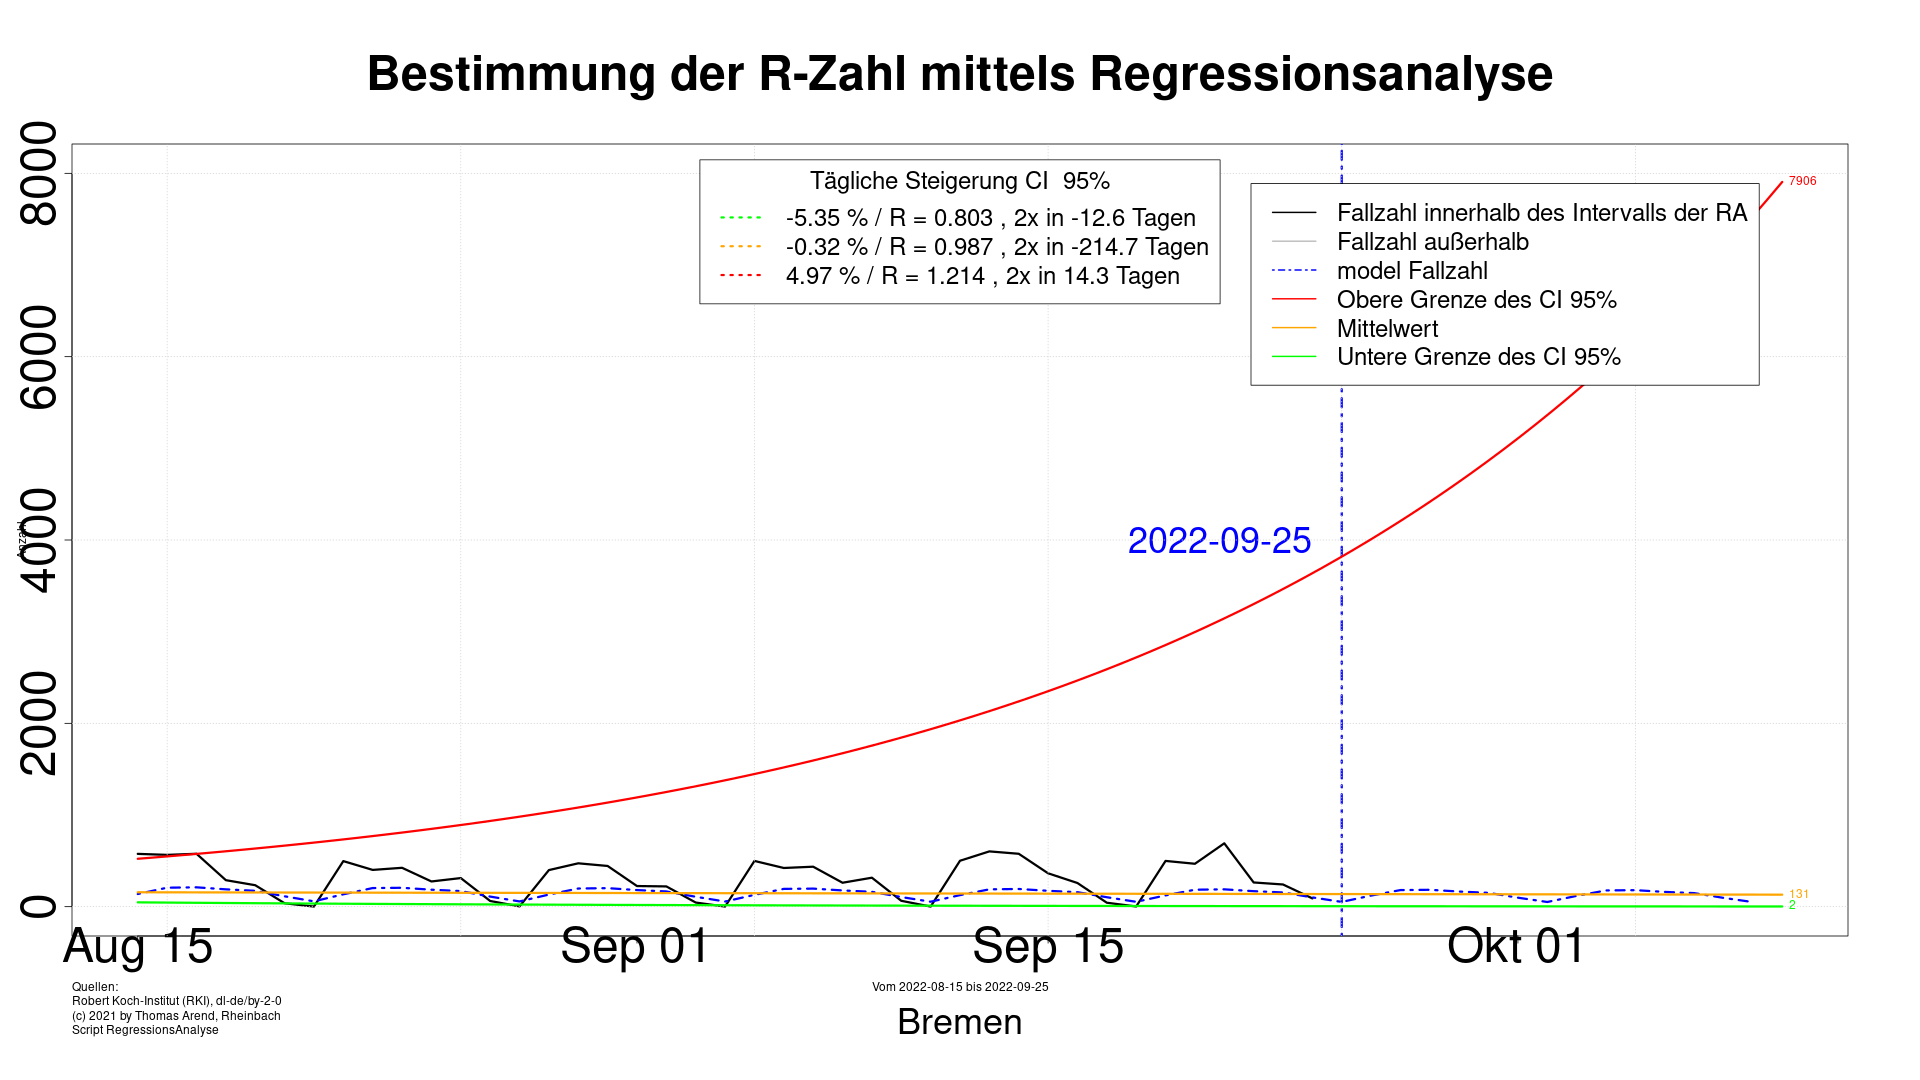 Bestimmung der R-Zahl mittels Regressionsanalyse
8000
6000
4000
2000
0
Anzahl
Tägliche Steigerung CI 95%
-5.35 % / R = 0.803 , 2x in -12.6 Tagen
-0.32 % / R = 0.987 , 2x in -214.7 Tagen
4.97 % / R = 1.214 , 2x in 14.3 Tagen
Fallzahl innerhalb des Intervalls der RA
Fallzahl außerhalb
model Fallzahl
Obere Grenze des CI 95%
Mittelwert
Untere Grenze des CI 95%
7906
2022-09-25
131
2
Aug 15
Sep 01
Sep 15
Okt 01
Quellen:
Robert Koch-Institut (RKI), dl-de/by-2-0
(c) 2021 by Thomas Arend, Rheinbach
Script RegressionsAnalyse
Vom 2022-08-15 bis 2022-09-25
Bremen